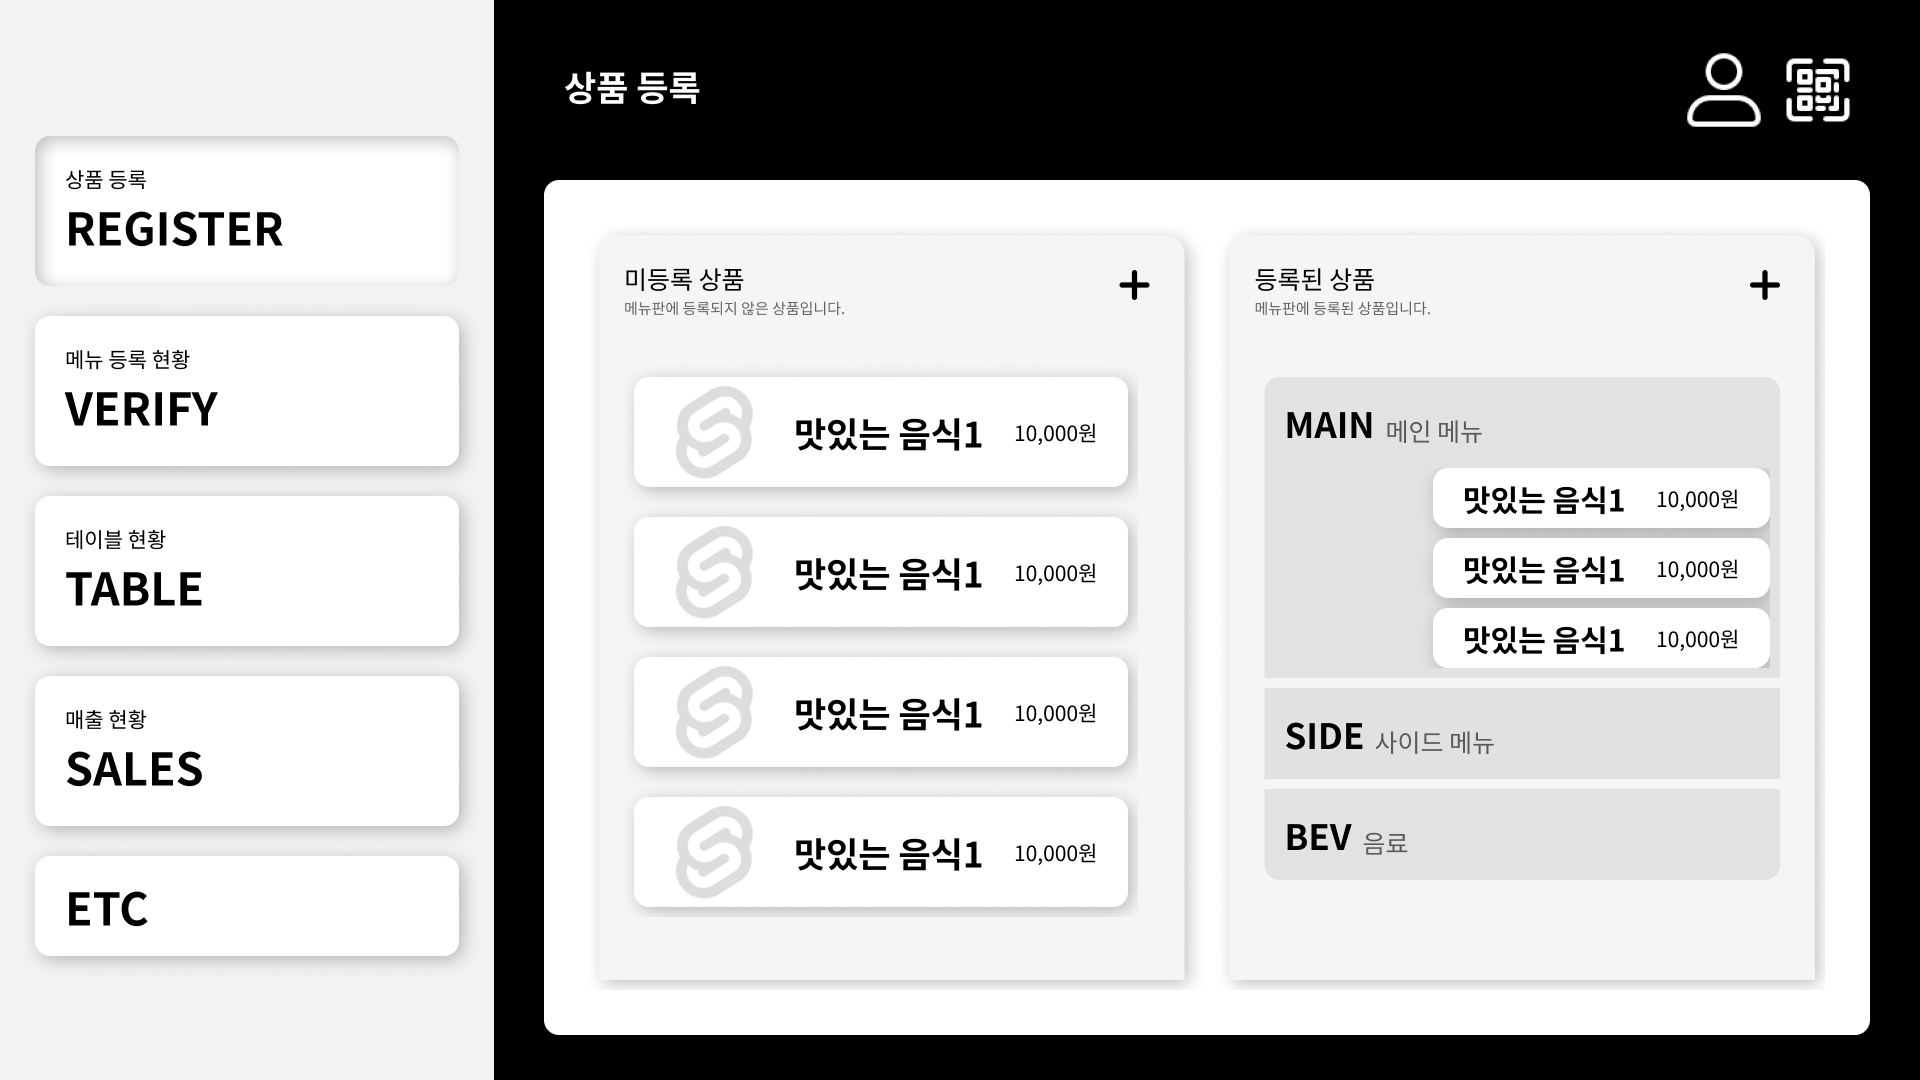 상품 등록
REGISTER
메뉴 등록 현황
VERIFY
테이블 현황
TABLE
매출 현황
SALES
ETC
상품 등록
미등록 상품
메뉴판에 등록되지 않은 상품입니다.
맛있는 음식1 10,000원
맛있는 음식1 10,000원
맛있는 음식1 10,000원
맛있는 음식1 10,000원
등록된 상품
메뉴판에 등록된 상품입니다.
MAIN 메인 메뉴
맛있는 음식1 10,000원
맛있는 음식1 10,000원
맛있는 음식1 10,000원
SIDE 사이드 메뉴
BEV 음료